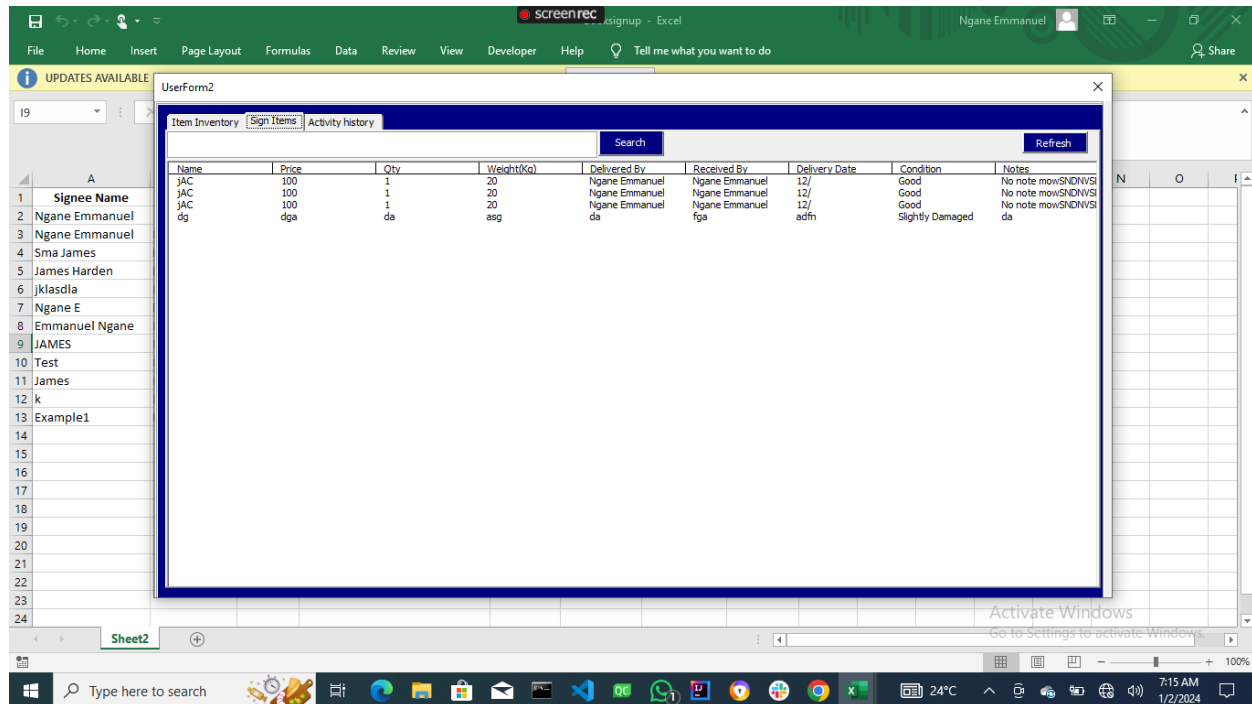 screenrec
ksignup - Excel
Ngane Emmanuel
File Home Insert Page Layout Formulas Data Review View Developer Help Tell me what you want to do Share
UPDATES AVAILABLE
UserForm2
I9
Item Inventory Sign Items Activity history
Search Refresh
Name Price Qty Weight(Kg) Delivered By Received By Delivery Date Condition Notes
jAC 100 1 20 Ngane Emmanuel Ngane Emmanuel 12/ Good No note mowSNDNVSI
jAC 100 1 20 Ngane Emmanuel Ngane Emmanuel 12/ Good No note mowSNDNVSI
jAC 100 1 20 Ngane Emmanuel Ngane Emmanuel 12/ Good No note mowSNDNVSI
dg dga da asg da fga adfn Slightly Damaged da
A N O
1 Signee Name
2 Ngane Emmanuel
3 Ngane Emmanuel
4 Sma James
5 James Harden
6 jklasdla
7 Ngane E
8 Emmanuel Ngane
9 JAMES
10 Test
11 James
12 k
13 Example1
14
15
16
17
18
19
20
21
22
23
24
Activate Windows
Go to Settings to activate Windows.
Sheet2
100%
Type here to search
QC
1
24°C
7:15 AM
1/2/2024